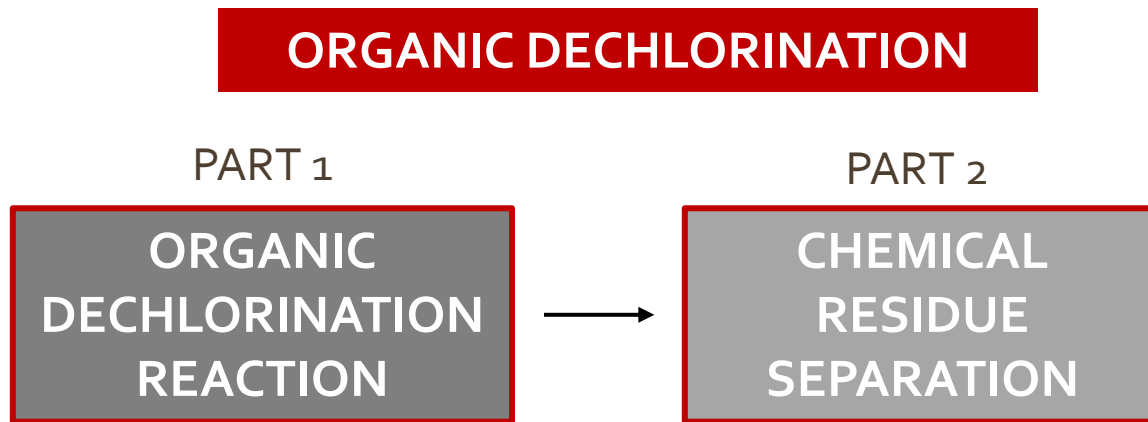 ORGANIC DECHLORINATION
PART 1
ORGANIC
DECHLORINATION
REACTION
PART 2
CHEMICAL
RESIDUE
SEPARATION